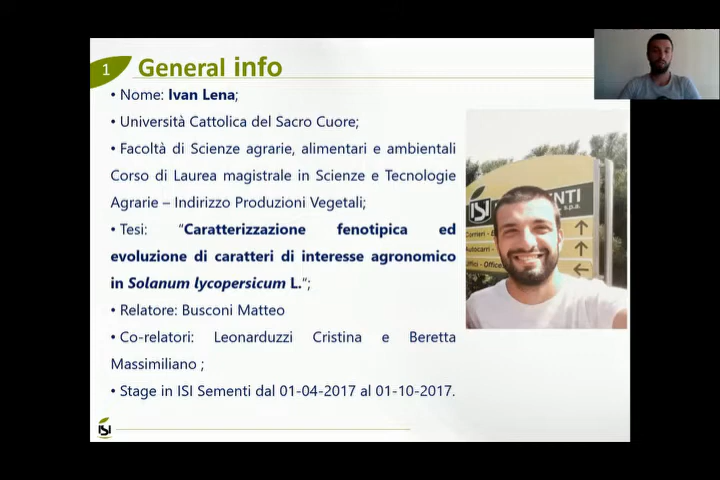 1 General info
• Nome: Ivan Lena;
• Università Cattolica del Sacro Cuore;
• Facoltà di Scienze agrarie, alimentari e ambientali
Corso di Laurea magistrale in Scienze e Tecnologie
Agrarie – Indirizzo Produzioni Vegetali;
• Tesi: “Caratterizzazione fenotipica ed
evoluzione di caratteri di interesse agronomico
in Solanum lycopersicum L.”;
• Relatore: Busconi Matteo
• Co-relatori: Leonarduzzi Cristina e Beretta
Massimiliano ;
• Stage in ISI Sementi dal 01-04-2017 al 01-10-2017.
ISI
ISI
s.p.a.